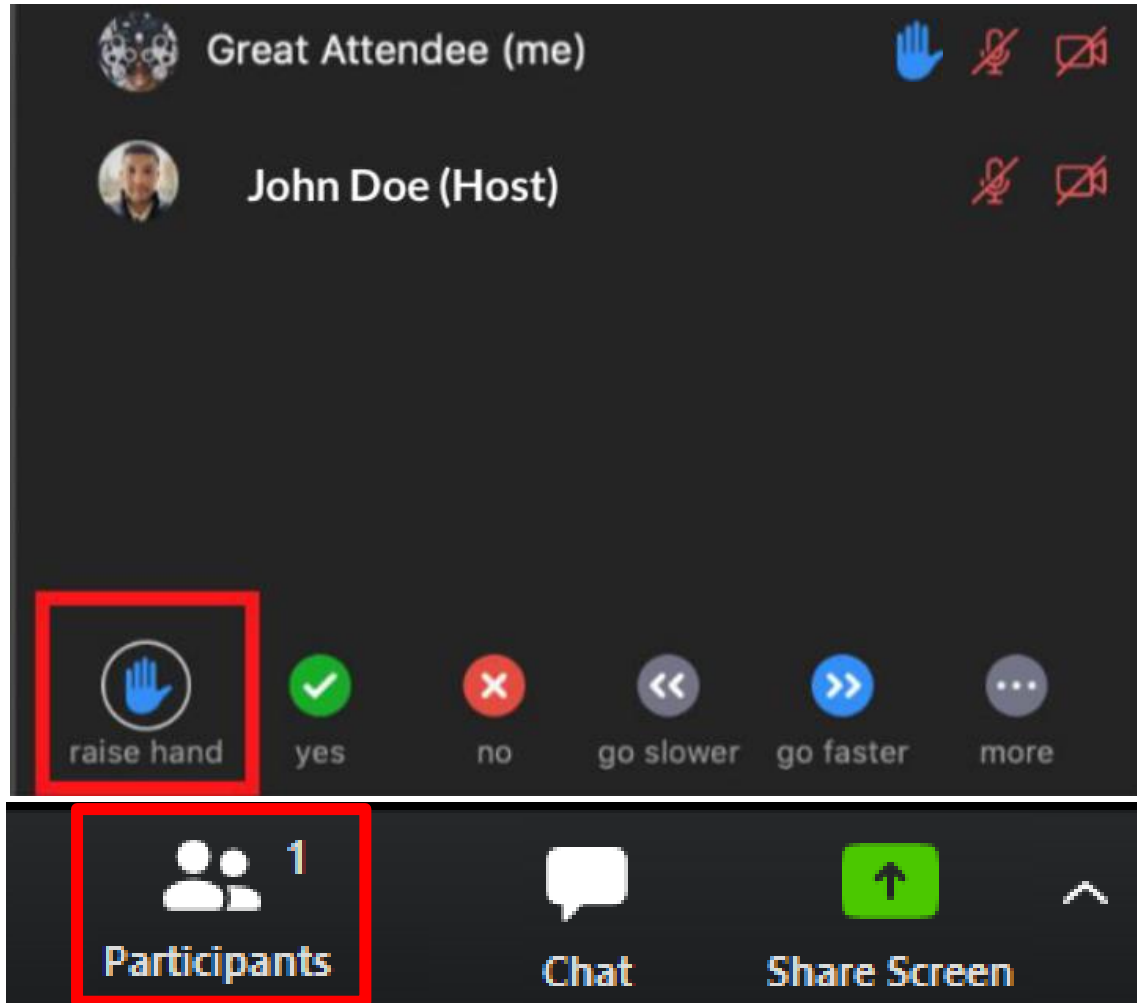 Great Attendee (me)
John Doe (Host)
raise hand yes no go slower go faster more
1
Participants Chat Share Screen